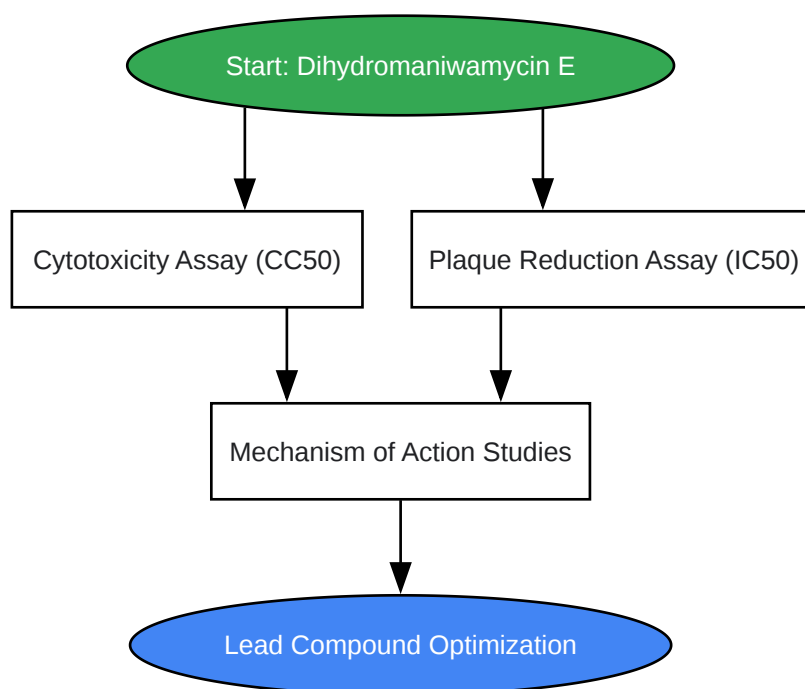 Start: Dihydromaniwamycin E
Cytotoxicity Assay (CC50)
Plaque Reduction Assay (IC50)
Mechanism of Action Studies
Lead Compound Optimization